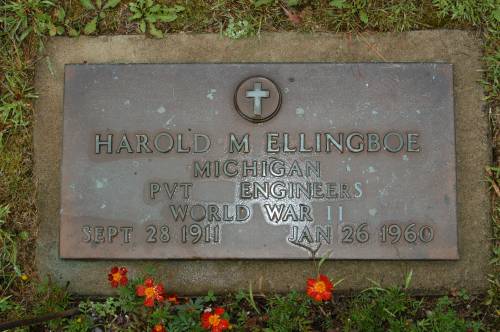 HAROLD M ELLINGBOE
MICHIGAN
PVT ENGINEERS
WORLD WAR II
SEPT 28 1911 JAN 26 1960